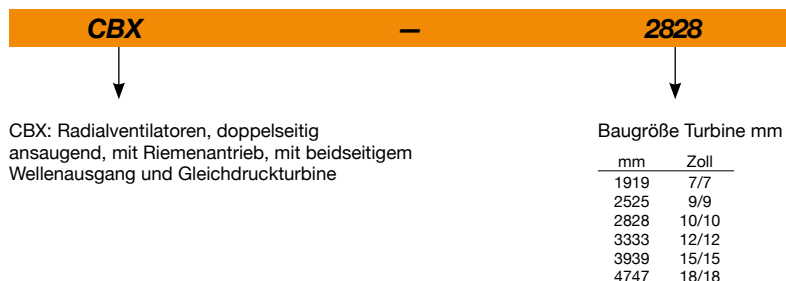 CBX – 2828
CBX: Radialventilatoren, doppelseitig
ansaugend, mit Riemenantrieb, mit beidseitigem
Wellenausgang und Gleichdruckturbine
Baugröße Turbine mm
mm Zoll
1919 7/7
2525 9/9
2828 10/10
3333 12/12
3939 15/15
4747 18/18